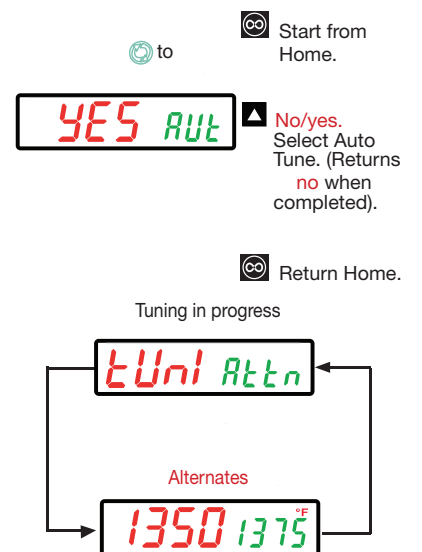 Start from
Home.
to
YES AUt
No/yes.
Select Auto
Tune. (Returns
no when
completed).
Return Home.
Tuning in progress
tUn1 Attn
Alternates
1350 1375 °F